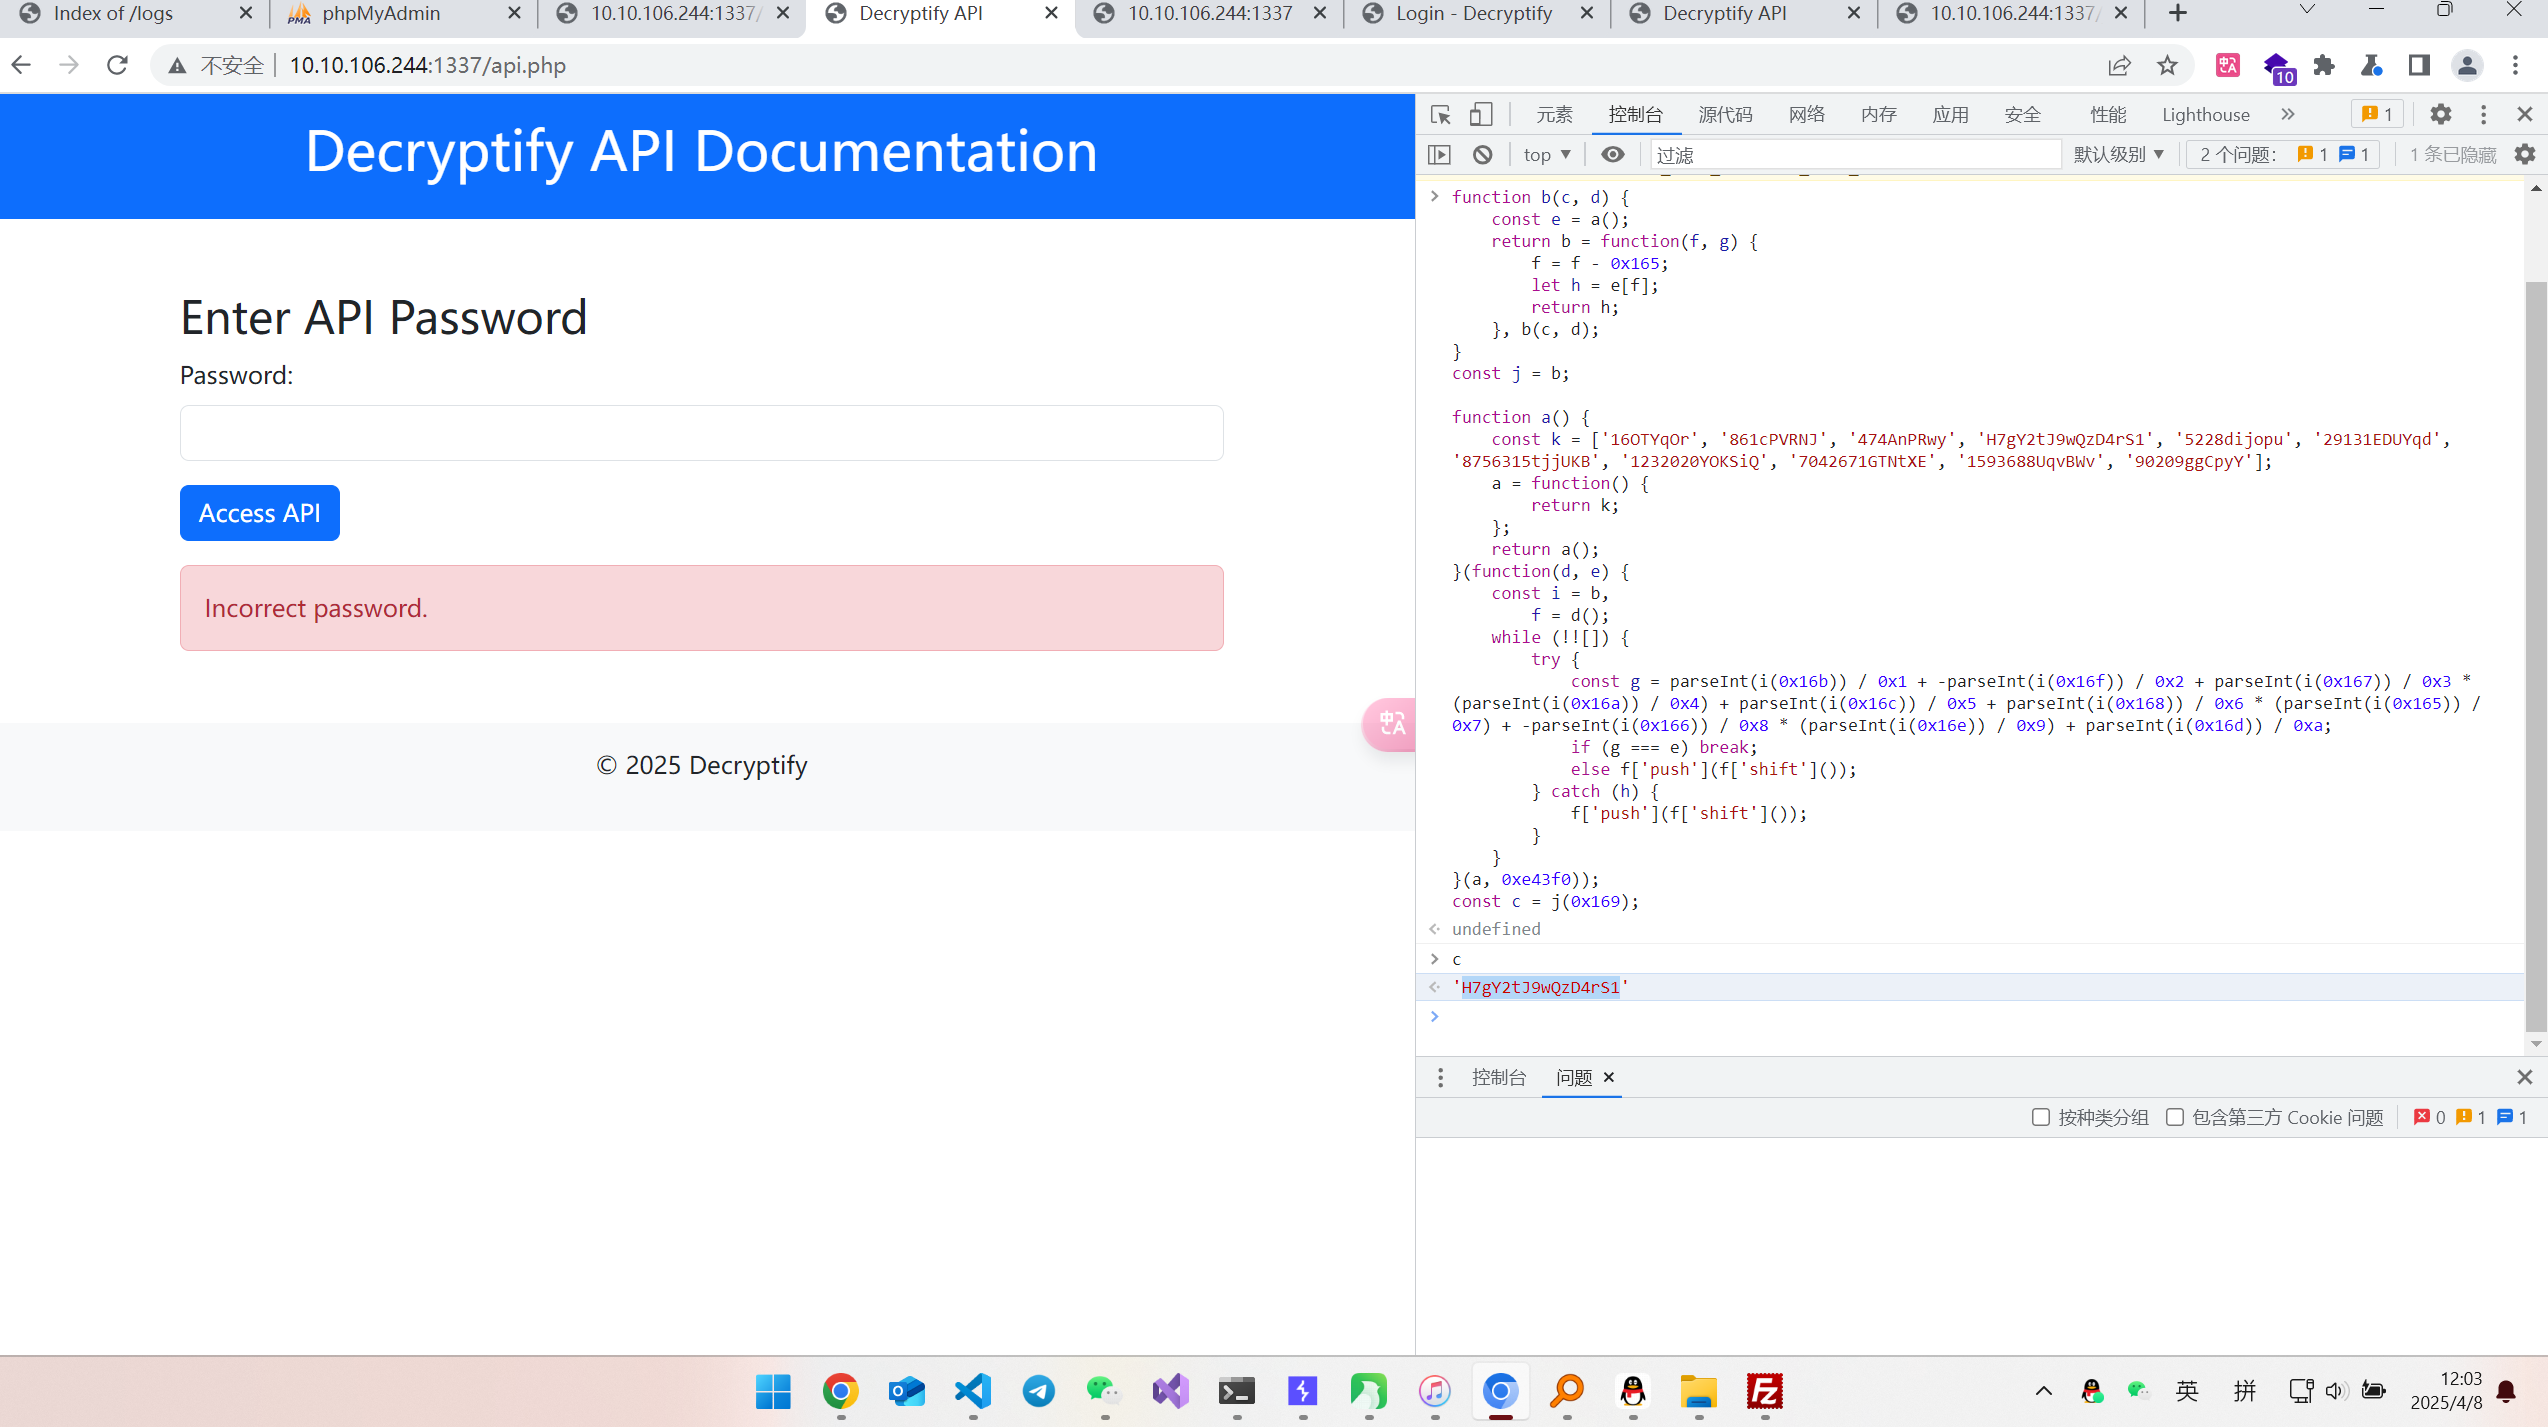 Index of /logs
phpMyAdmin
10.10.106.244:1337/
Decryptify API
10.10.106.244:1337
Login - Decryptify
Decryptify API
10.10.106.244:1337/
不安全
10.10.106.244:1337/api.php
10
Decryptify API Documentation
Enter API Password
Password:
Access API
Incorrect password.
© 2025 Decryptify
元素 控制台 源代码 网络 内存 应用 安全 性能 Lighthouse 1
top 过滤 默认级别 2 个问题: 1 1 1 条已隐藏
function b(c, d) {
    const e = a();
    return b = function(f, g) {
        f = f - 0x165;
        let h = e[f];
        return h;
    }, b(c, d);
}
const j = b;
function a() {
    const k = ['16OTYqOr', '861cPVRNJ', '474AnPRwy', 'H7gY2tJ9wQzD4rS1', '5228dijopu', '29131EDUYqd',
'8756315tjjUKB', '1232020YOKSiQ', '7042671GTNtXE', '1593688UqvBWv', '90209ggCpyY'];
    a = function() {
        return k;
    };
    return a();
}(function(d, e) {
    const i = b,
        f = d();
    while (!![]) {
        try {
            const g = parseInt(i(0x16b)) / 0x1 + -parseInt(i(0x16f)) / 0x2 + parseInt(i(0x167)) / 0x3 *
(parseInt(i(0x16a)) / 0x4) + parseInt(i(0x16c)) / 0x5 + parseInt(i(0x168)) / 0x6 * (parseInt(i(0x165)) /
0x7) + -parseInt(i(0x166)) / 0x8 * (parseInt(i(0x16e)) / 0x9) + parseInt(i(0x16d)) / 0xa;
            if (g === e) break;
            else f['push'](f['shift']());
        } catch (h) {
            f['push'](f['shift']());
        }
    }
}(a, 0xe43f0));
const c = j(0x169);
undefined
c
'H7gY2tJ9wQzD4rS1'
控制台 问题
按种类分组 包含第三方 Cookie 问题 0 1 1
英 拼 12:03
2025/4/8